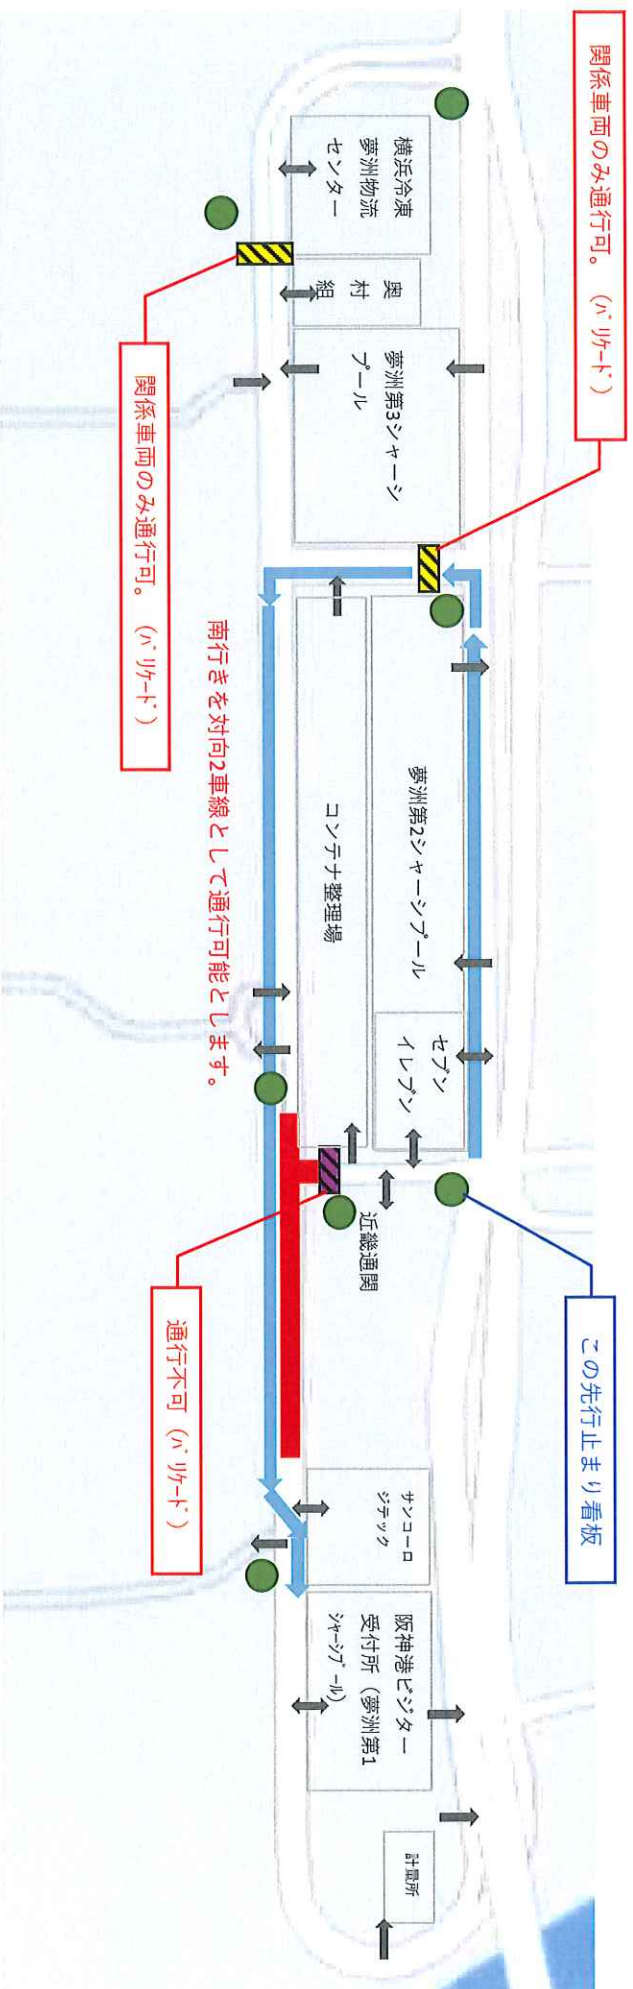 関係車両のみ通行可。 (バリケード)
この先行止まり看板
横浜冷凍
夢洲物流
センター
奥村組
夢洲第3シャーシ
プール
夢洲第2シャーシプール
セブン
イレブン
コンテナ整理場
近畿通関
サンコーロ
ジテック
阪神港ビジター
受付所 (夢洲第1
シャーシプール)
計量所
南行きを対向2車線として通行可能とします。
関係車両のみ通行可。 (バリケード)
通行不可 (バリケード)